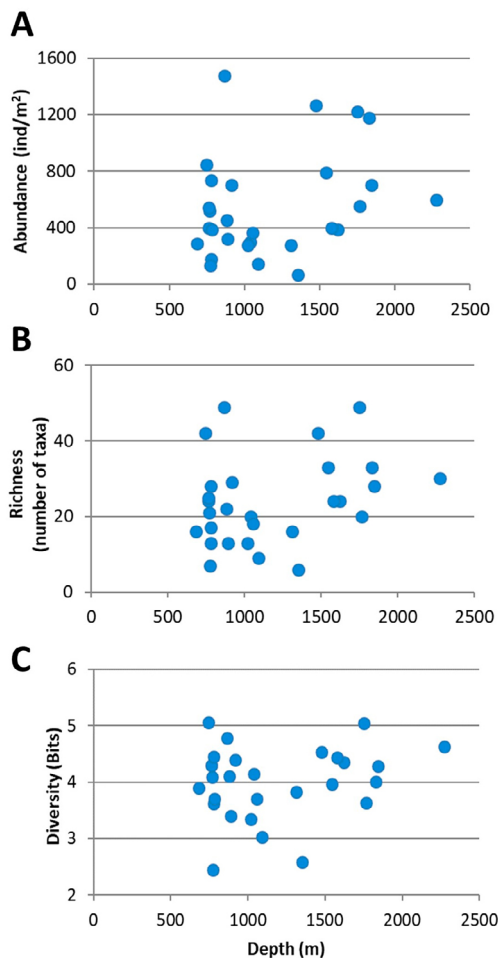 A
1600
1200
800
400
0
Abundance (ind/m²)
0 500 1000 1500 2000 2500
B
60
40
20
0
Richness
(number of taxa)
0 500 1000 1500 2000 2500
C
6
5
4
3
2
Diversity (Bits)
0 500 1000 1500 2000 2500
Depth (m)